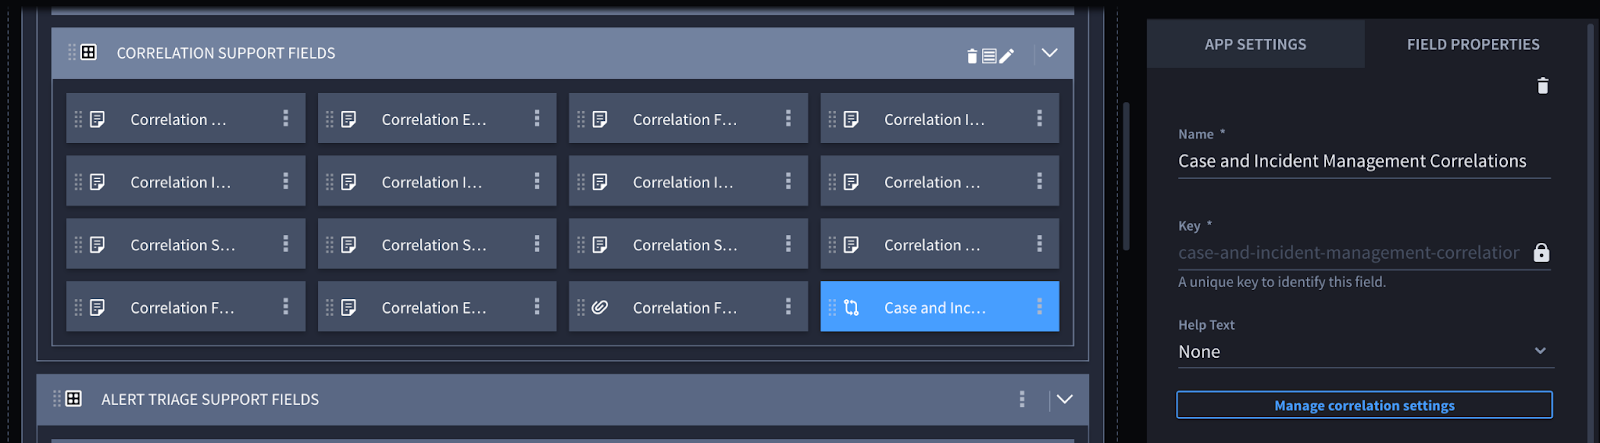 CORRELATION SUPPORT FIELDS
Correlation ...
Correlation E...
Correlation F...
Correlation I...
Correlation I...
Correlation I...
Correlation I...
Correlation ...
Correlation S...
Correlation S...
Correlation S...
Correlation ...
Correlation F...
Correlation E...
Correlation F...
Case and Inc...
ALERT TRIAGE SUPPORT FIELDS
APP SETTINGS
FIELD PROPERTIES
Name *
Case and Incident Management Correlations
Key *
case-and-incident-management-correlation
A unique key to identify this field.
Help Text
None
Manage correlation settings